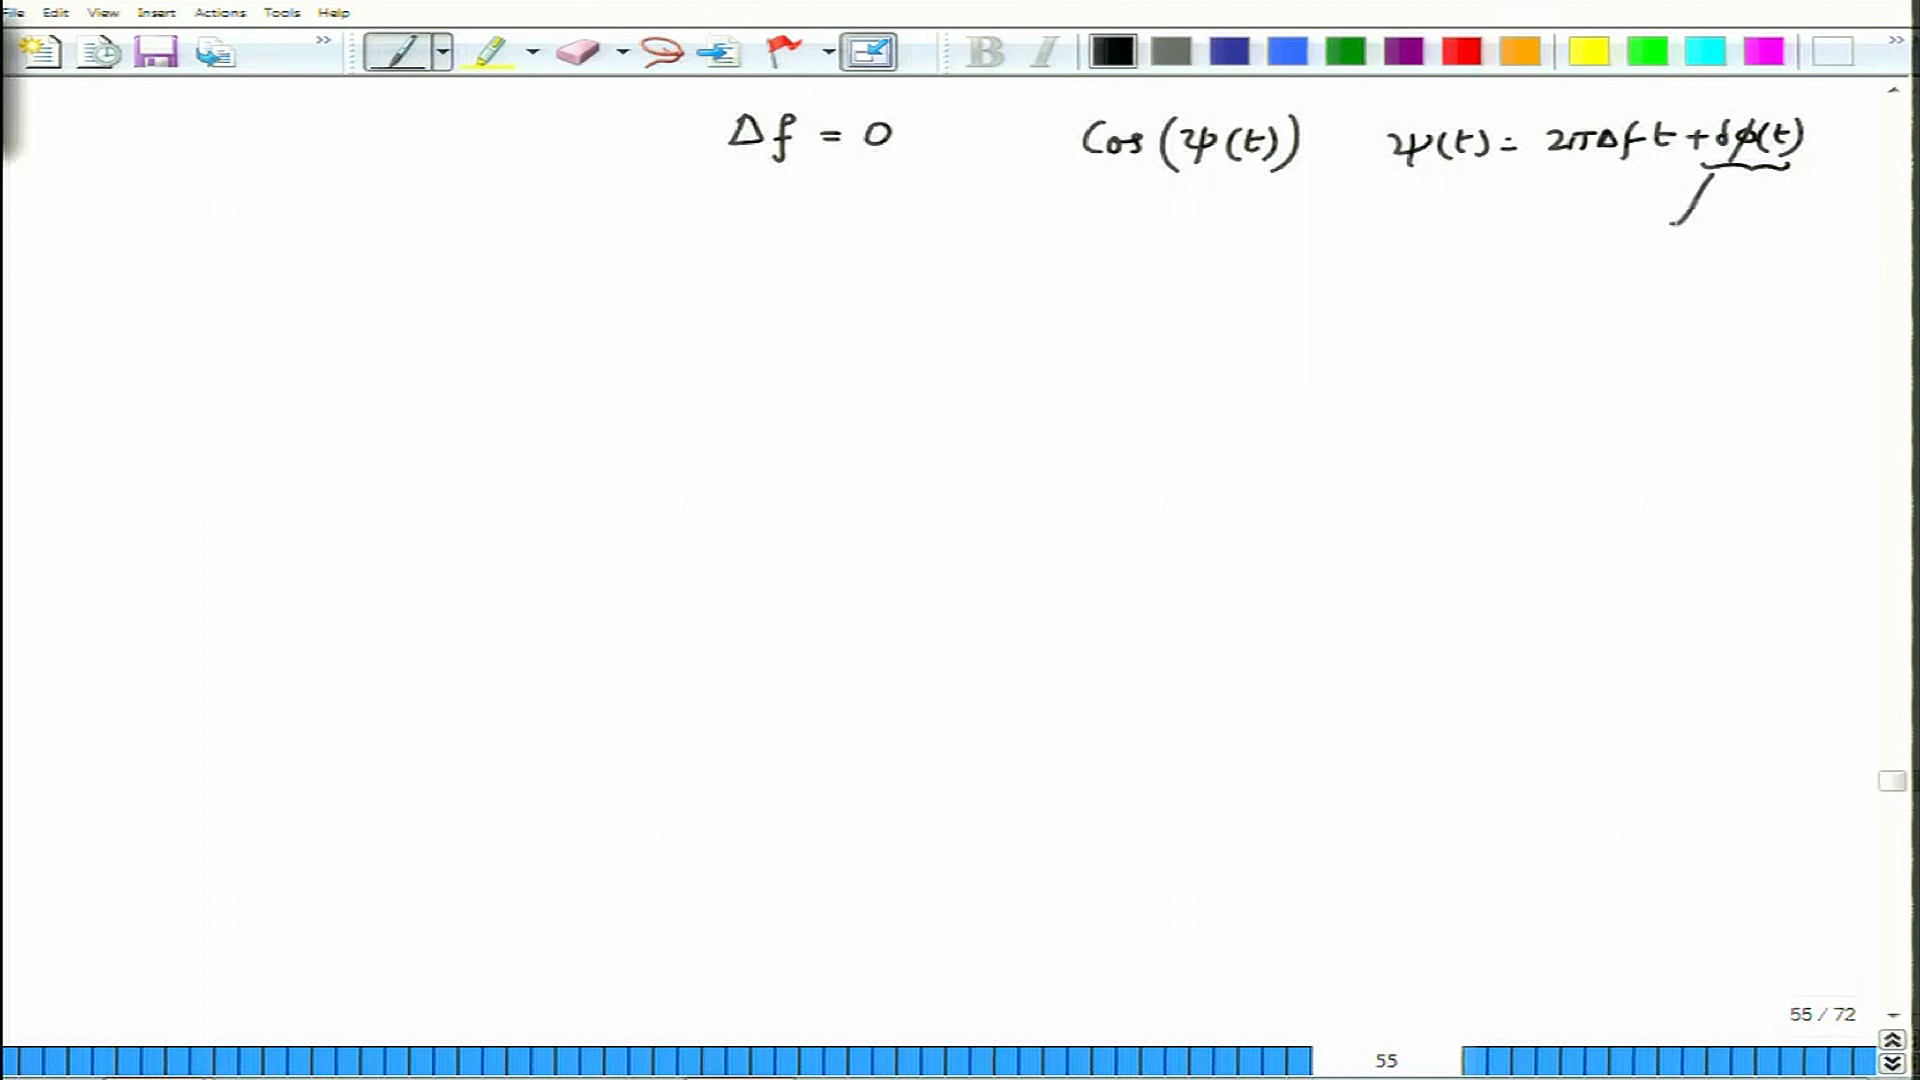 File Edit View Insert Actions Tools Help
B I
Δf = 0 Cos(ψ(t)) ψ(t) = 2πΔft + δϕ(t)
55 / 72
55